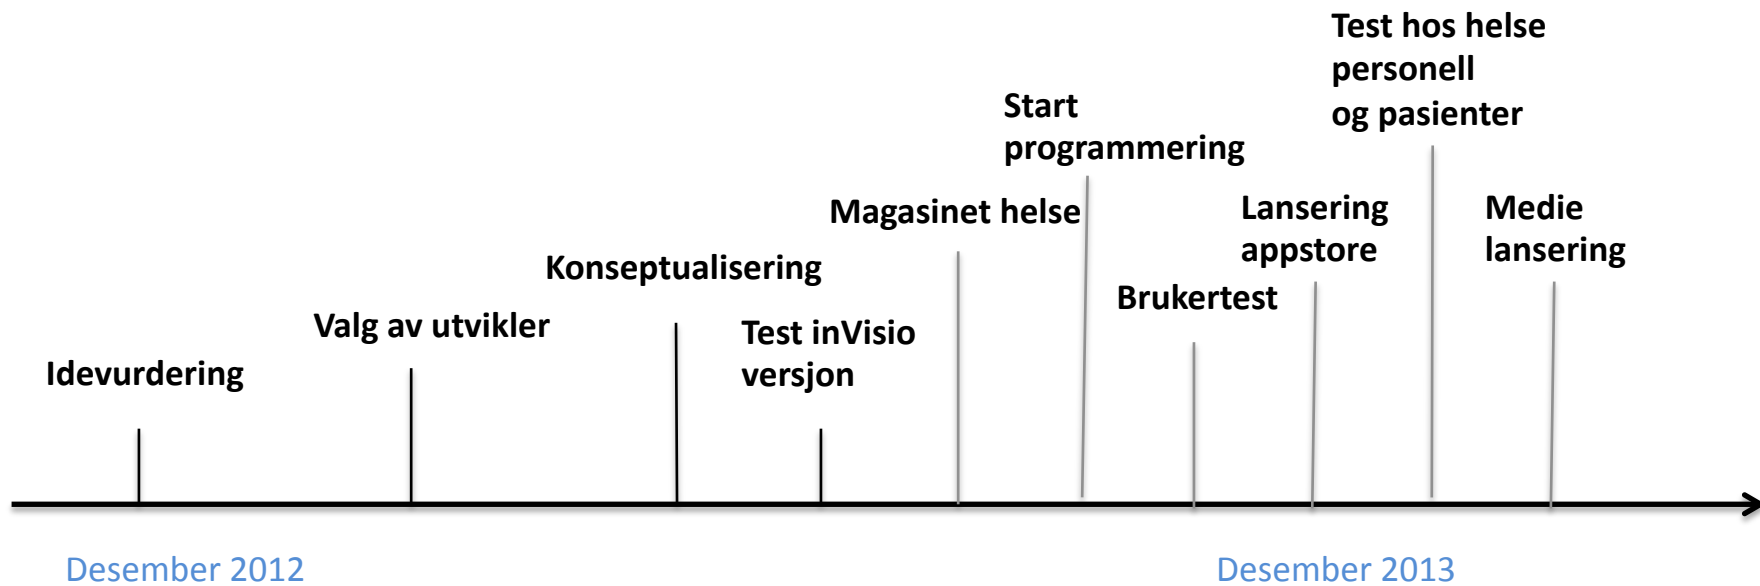 Idevurdering
Valg av utvikler
Konseptualisering
Test inVisio
versjon
Magasinet helse
Start
programmering
Brukertest
Lansering
appstore
Test hos helse
personell
og pasienter
Medie
lansering
Desember 2012
Desember 2013